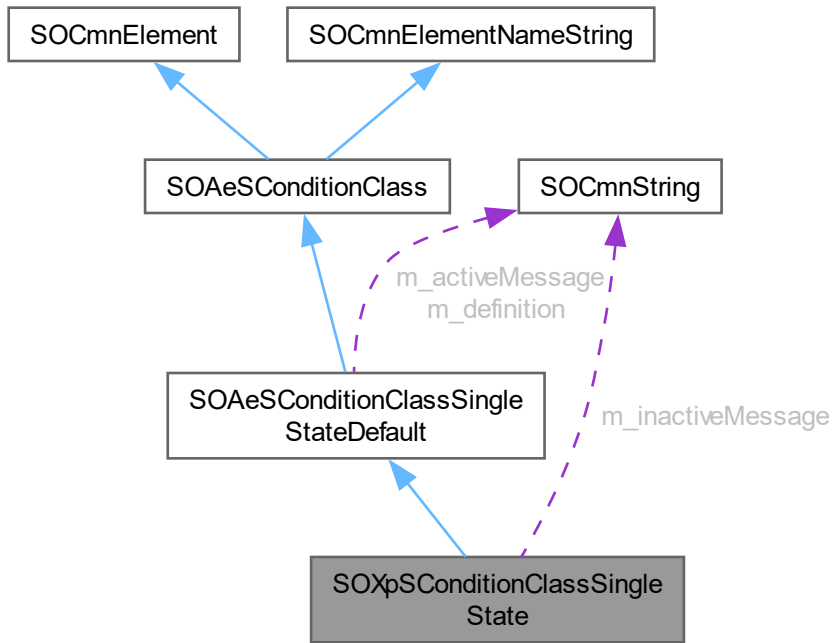 SOCmnElement
SOCmnElementNameString
SOAeSConditionClass
SOCmnString
m_activeMessage
m_definition
SOAeSConditionClassSingle
StateDefault
m_inactiveMessage
SOXpSConditionClassSingle
State